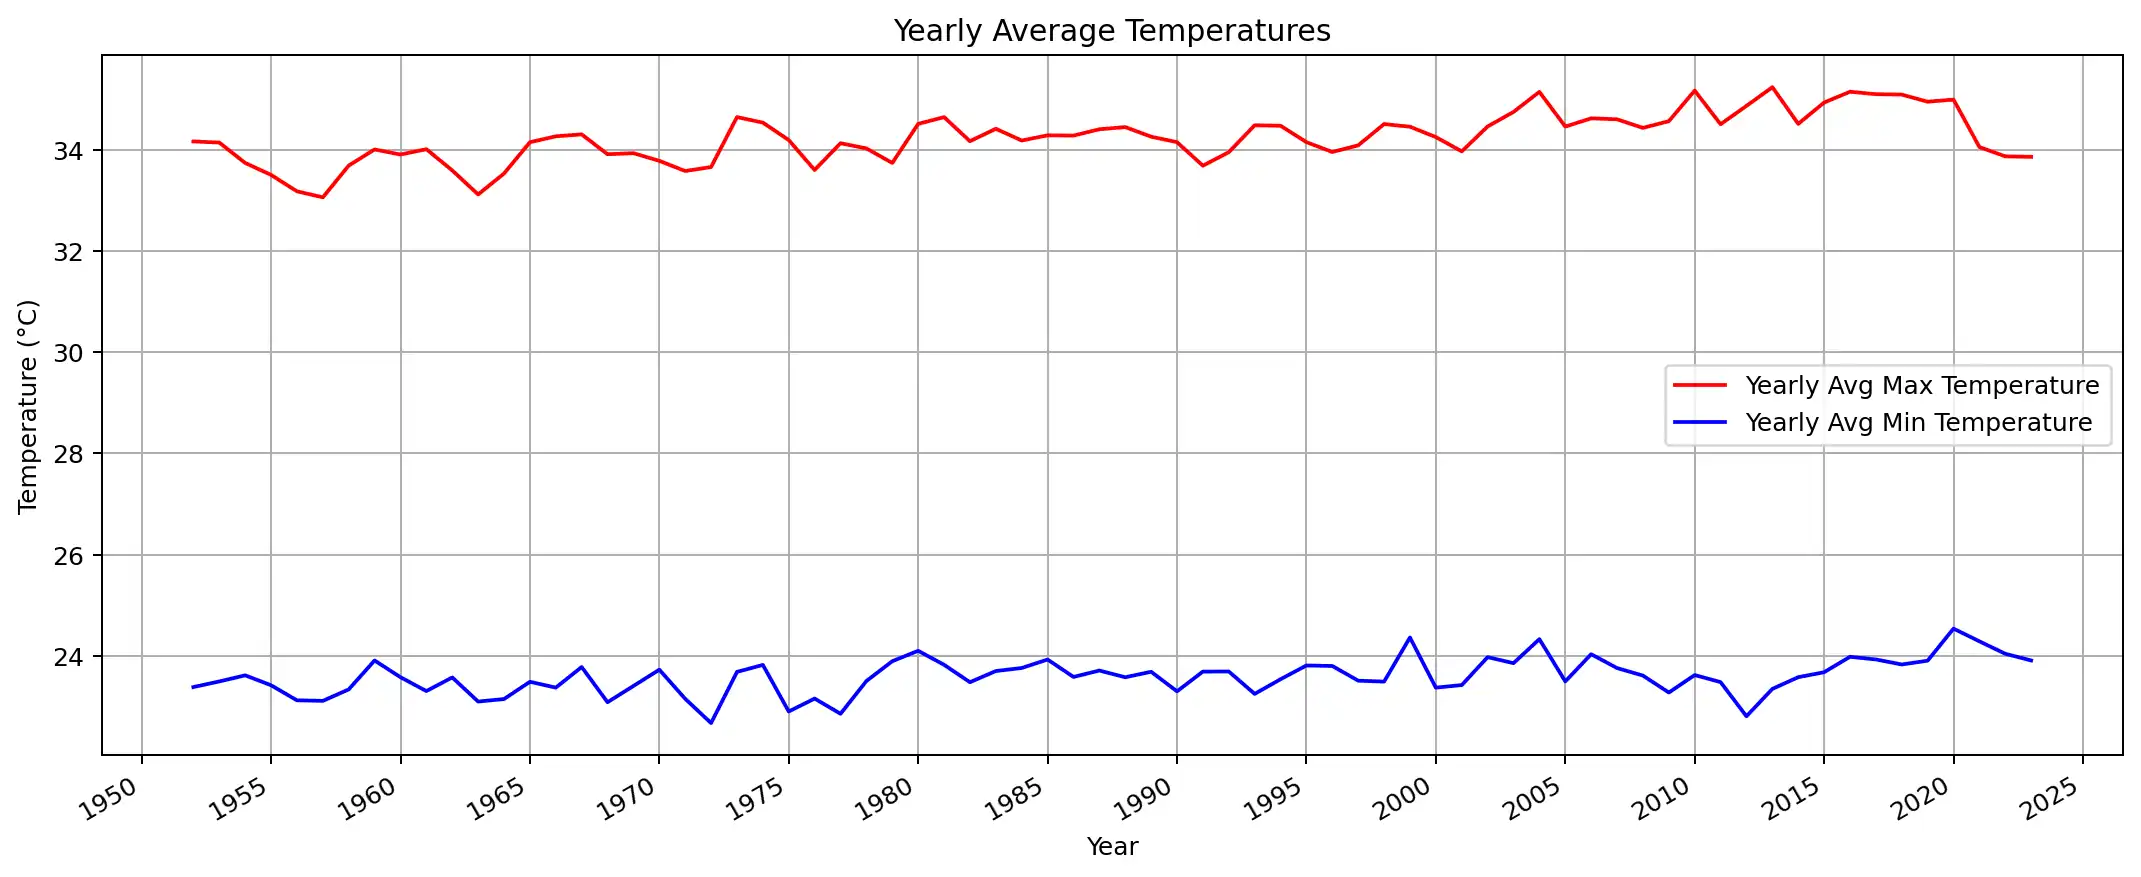 Yearly Average Temperatures
Temperature (°C)
34
32
30
28
26
24
Yearly Avg Max Temperature
Yearly Avg Min Temperature
1950 1955 1960 1965 1970 1975 1980 1985 1990 1995 2000 2005 2010 2015 2020 2025
Year